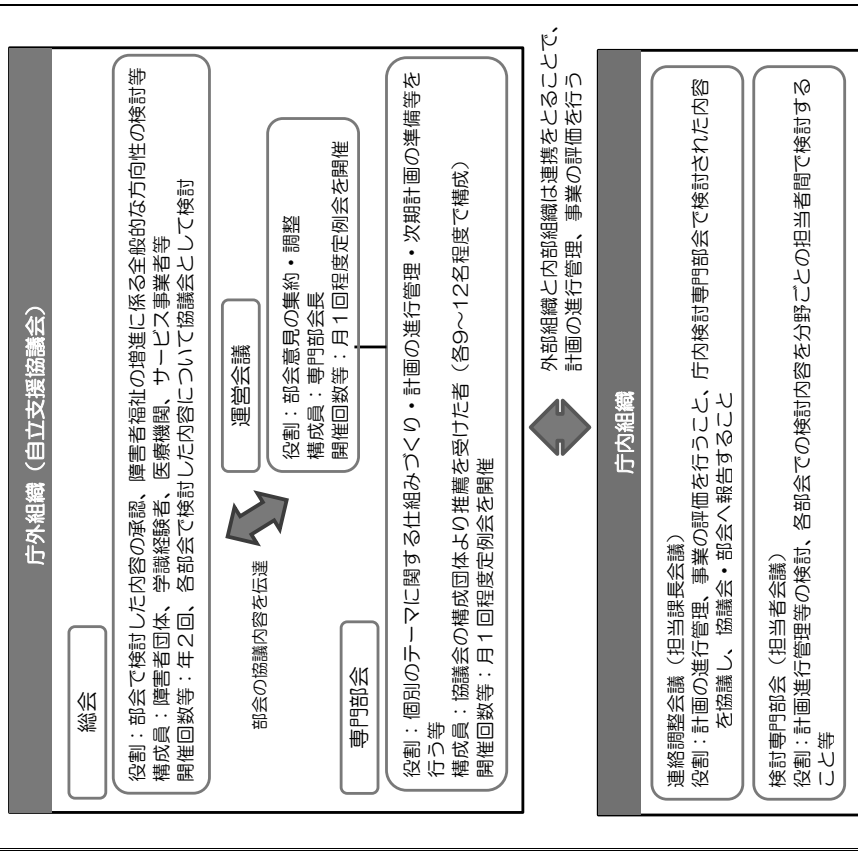 庁外組織(自立支援協議会)
総会
役割:部会で検討した内容の承認、障害者福祉の増進に係る全般的な方向性の検討等
構成員:障害者団体、学識経験者、医療機関、サービス事業者等
開催回数等:年2回、各部会で検討した内容について協議会として検討
部会の協議内容を伝達
運営会議
役割:部会意見の集約・調整
構成員:専門部会長
開催回数等:月1回程度定例会を開催
専門部会
役割:個別のテーマに関する仕組みづくり・計画の進行管理・次期計画の準備等を
行う等
構成員:協議会の構成団体より推薦を受けた者(各9~12名程度で構成)
開催回数等:月1回程度定例会を開催
外部組織と内部組織は連携をとることで、
計画の進行管理、事業の評価を行う
庁内組織
連絡調整会議(担当課長会議)
役割:計画の進行管理、事業の評価を行うこと、庁内検討専門部会で検討された内容
を協議し、協議会・部会へ報告すること
検討専門部会(担当者会議)
役割:計画進行管理等の検討、各部会での検討内容を分野ごとの担当者間で検討する
こと等